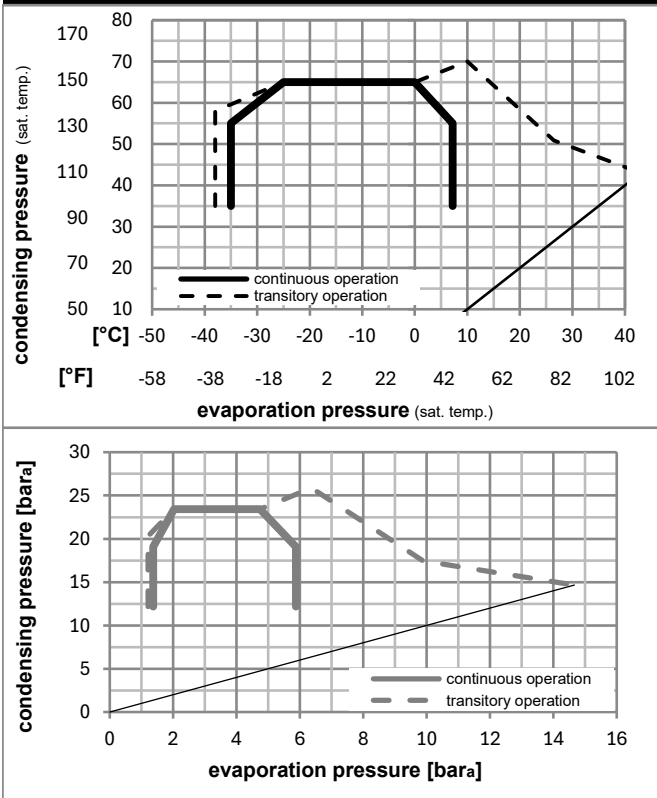 condensing pressure (sat. temp.)
170 80
70
150
60
130
50
110
40
90
30
70
20
50 10
continuous operation
transitory operation
[°C] -50 -40 -30 -20 -10 0 10 20 30 40
[°F] -58 -38 -18 2 22 42 62 82 102
evaporation pressure (sat. temp.)
condensing pressure [bara]
30
25
20
15
10
5
0
continuous operation
transitory operation
0 2 4 6 8 10 12 14 16
evaporation pressure [bara]